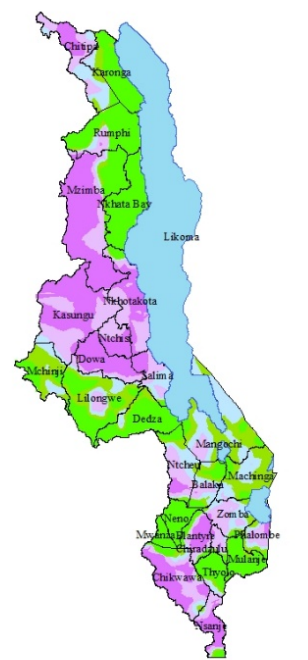 Chitipa
Karonga
Rumphi
Mzimba
Nkhata Bay
Likoma
Nkhotakota
Kasungu
Ntchisi
Dowa
Salima
Mchinji
Lilongwe
Dedza
Mangochi
Ntcheu
Machinga
Balaka
Zomba
Neno
Mwanza
Blantyre
Phalombe
Chiradzulu
Mulanje
Thyolo
Chikwawa
Nsanje